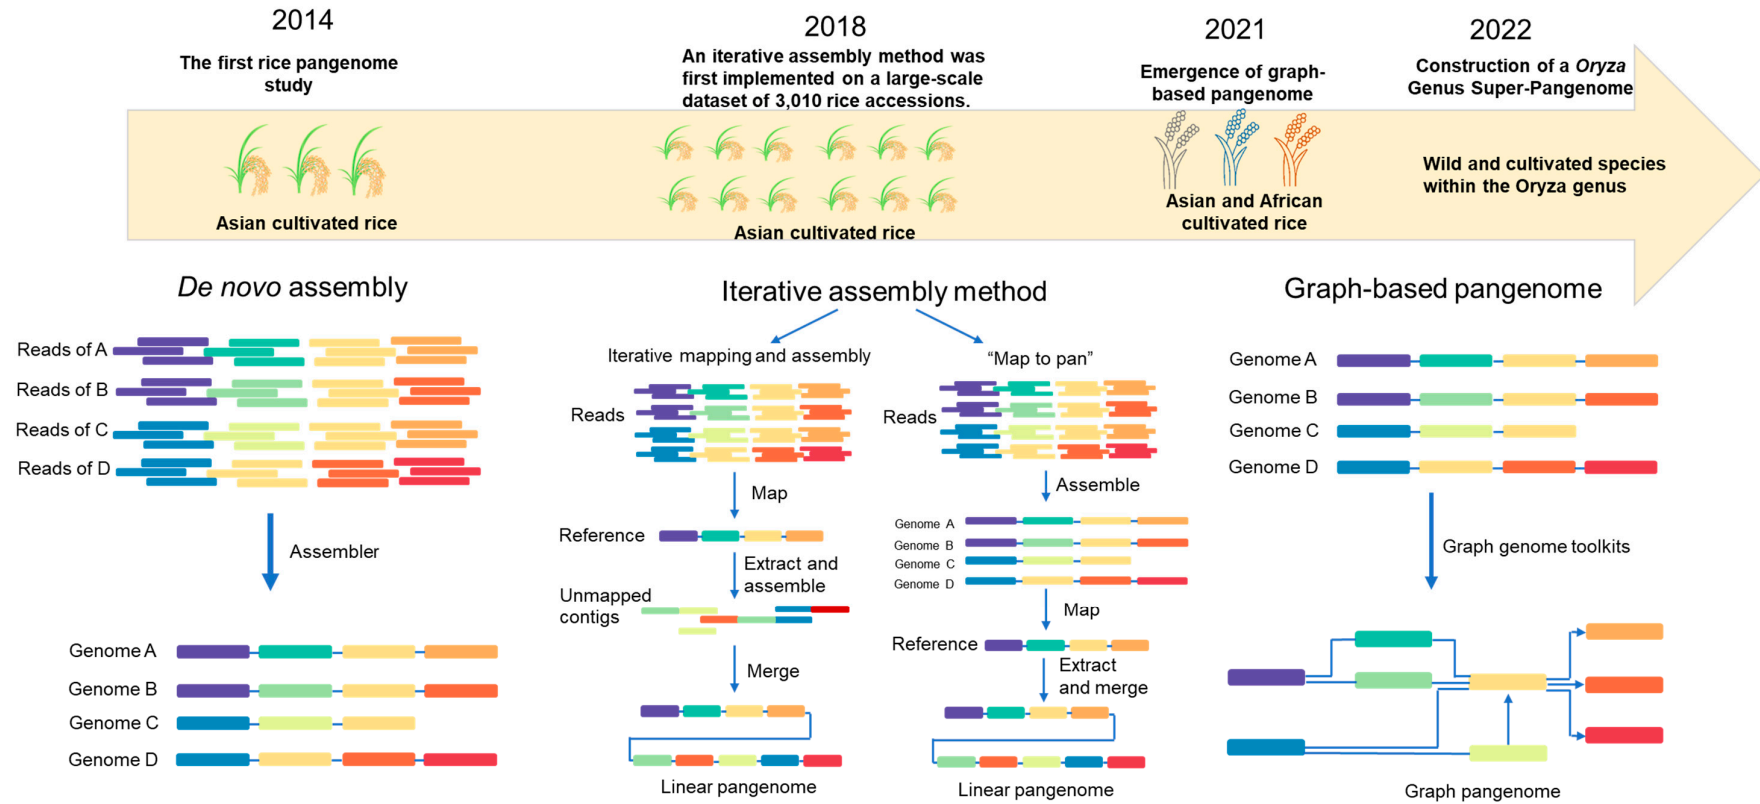 2014
The first rice pangenome
study
Asian cultivated rice
2018
An iterative assembly method was
first implemented on a large-scale
dataset of 3,010 rice accessions.
Asian cultivated rice
2021
Emergence of graph-
based pangenome
Asian and African
cultivated rice
2022
Construction of a Oryza
Genus Super-Pangenome
Wild and cultivated species
within the Oryza genus
De novo assembly
Reads of A
Reads of B
Reads of C
Reads of D
Assembler
Genome A
Genome B
Genome C
Genome D
Iterative assembly method
Iterative mapping and assembly
Reads
Map
Reference
Extract and
assemble
Unmapped
contigs
Merge
Linear pangenome
“Map to pan”
Reads
Assemble
Genome A
Genome B
Genome C
Genome D
Map
Reference
Extract
and merge
Linear pangenome
Graph-based pangenome
Genome A
Genome B
Genome C
Genome D
Graph genome toolkits
Graph pangenome